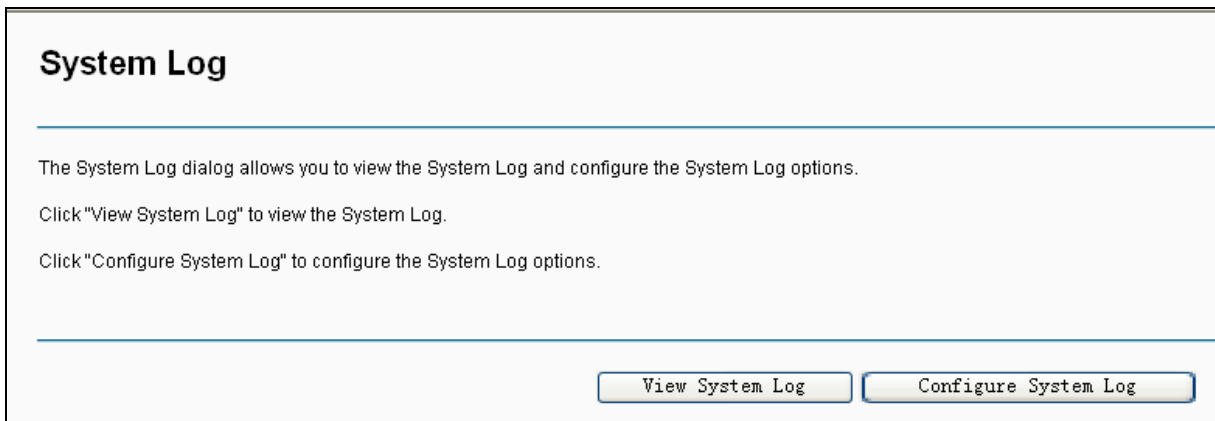 System Log
The System Log dialog allows you to view the System Log and configure the System Log options.
Click "View System Log" to view the System Log.
Click "Configure System Log" to configure the System Log options.
View System Log
Configure System Log